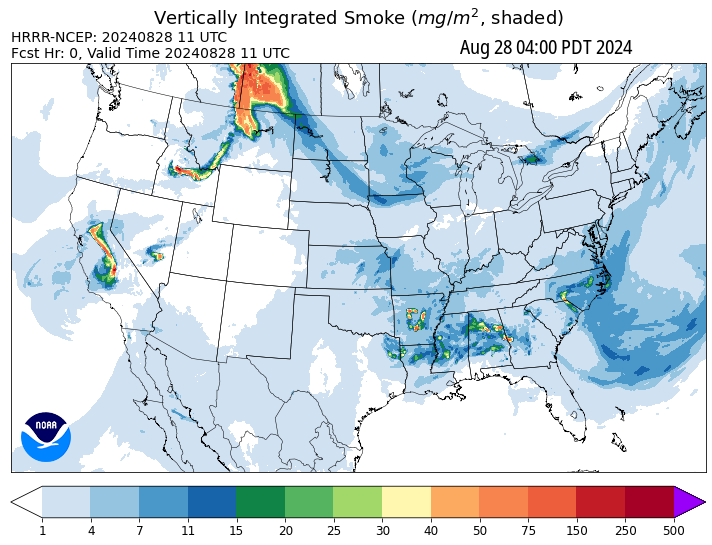 Vertically Integrated Smoke (mg/m², shaded)
HRRR-NCEP: 20240828 11 UTC
Fcst Hr: 0, Valid Time 20240828 11 UTC
Aug 28 04:00 PDT 2024
NOAA
1 4 7 11 15 20 25 30 40 50 75 150 250 500